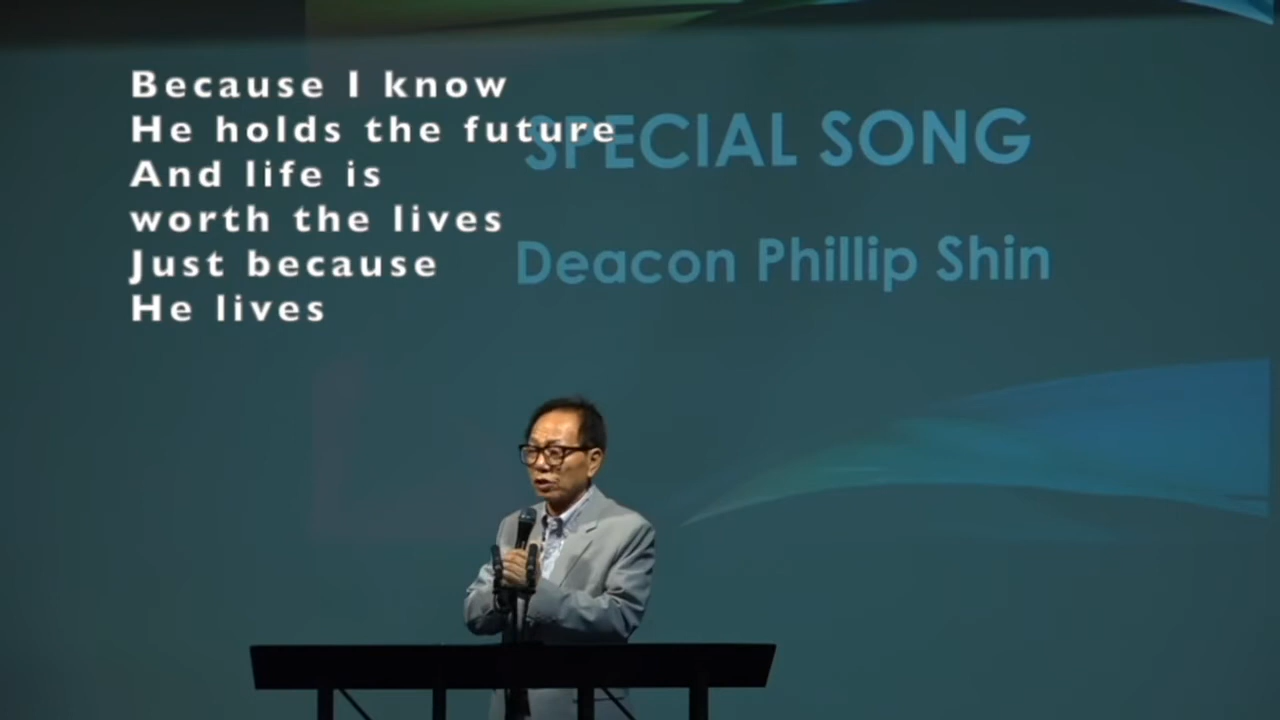 Because I know
He holds the future
And life is
worth the lives
Just because
He lives
SPECIAL SONG
Deacon Phillip Shin